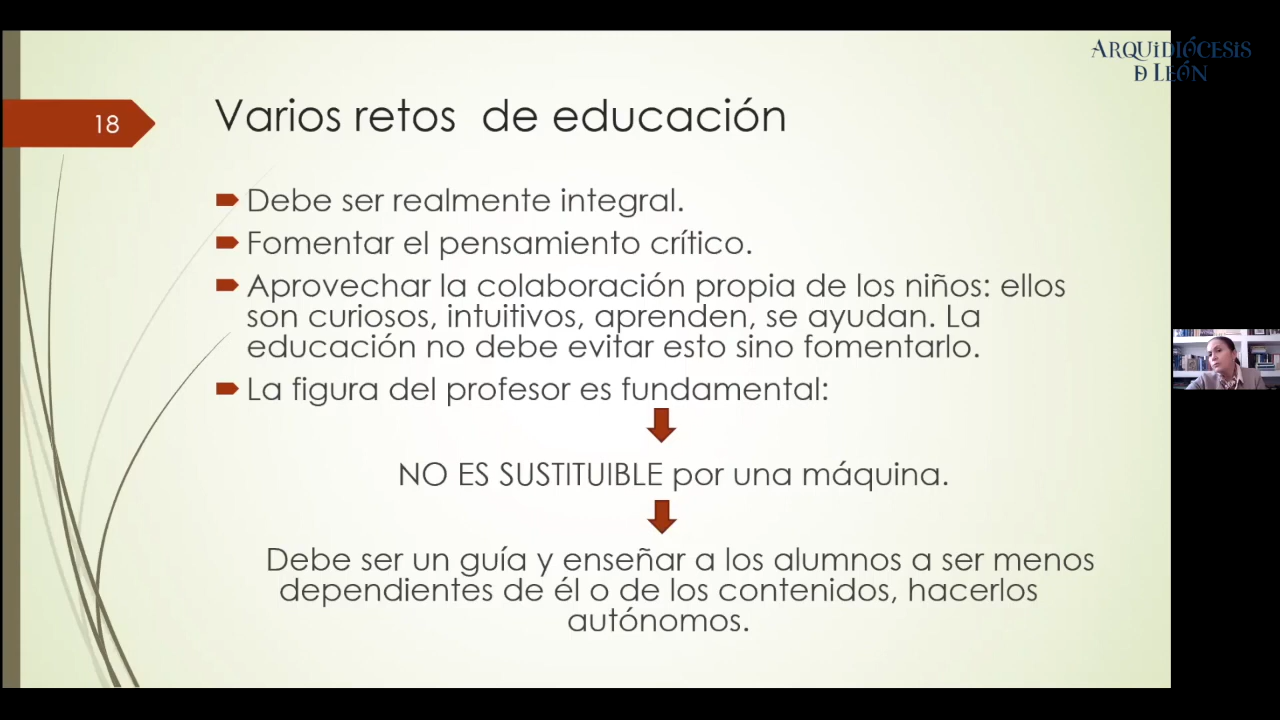 ARQUIDIÓCESIS
D LEÓN
18
Varios retos de educación
Debe ser realmente integral.
Fomentar el pensamiento crítico.
Aprovechar la colaboración propia de los niños: ellos
son curiosos, intuitivos, aprenden, se ayudan. La
educación no debe evitar esto sino fomentarlo.
La figura del profesor es fundamental:
NO ES SUSTITUIBLE por una máquina.
Debe ser un guía y enseñar a los alumnos a ser menos
dependientes de él o de los contenidos, hacerlos
autónomos.